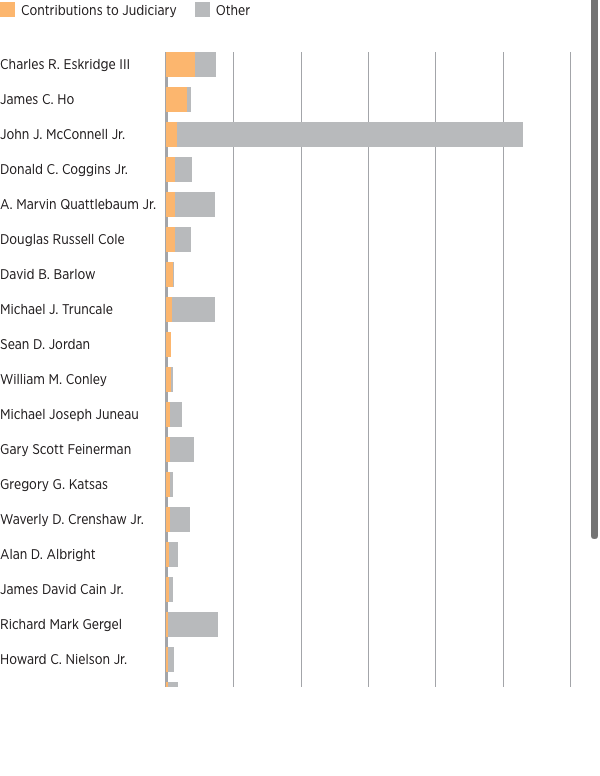 Contributions to Judiciary Other
Charles R. Eskridge III
James C. Ho
John J. McConnell Jr.
Donald C. Coggins Jr.
A. Marvin Quattlebaum Jr.
Douglas Russell Cole
David B. Barlow
Michael J. Truncale
Sean D. Jordan
William M. Conley
Michael Joseph Juneau
Gary Scott Feinerman
Gregory G. Katsas
Waverly D. Crenshaw Jr.
Alan D. Albright
James David Cain Jr.
Richard Mark Gergel
Howard C. Nielson Jr.